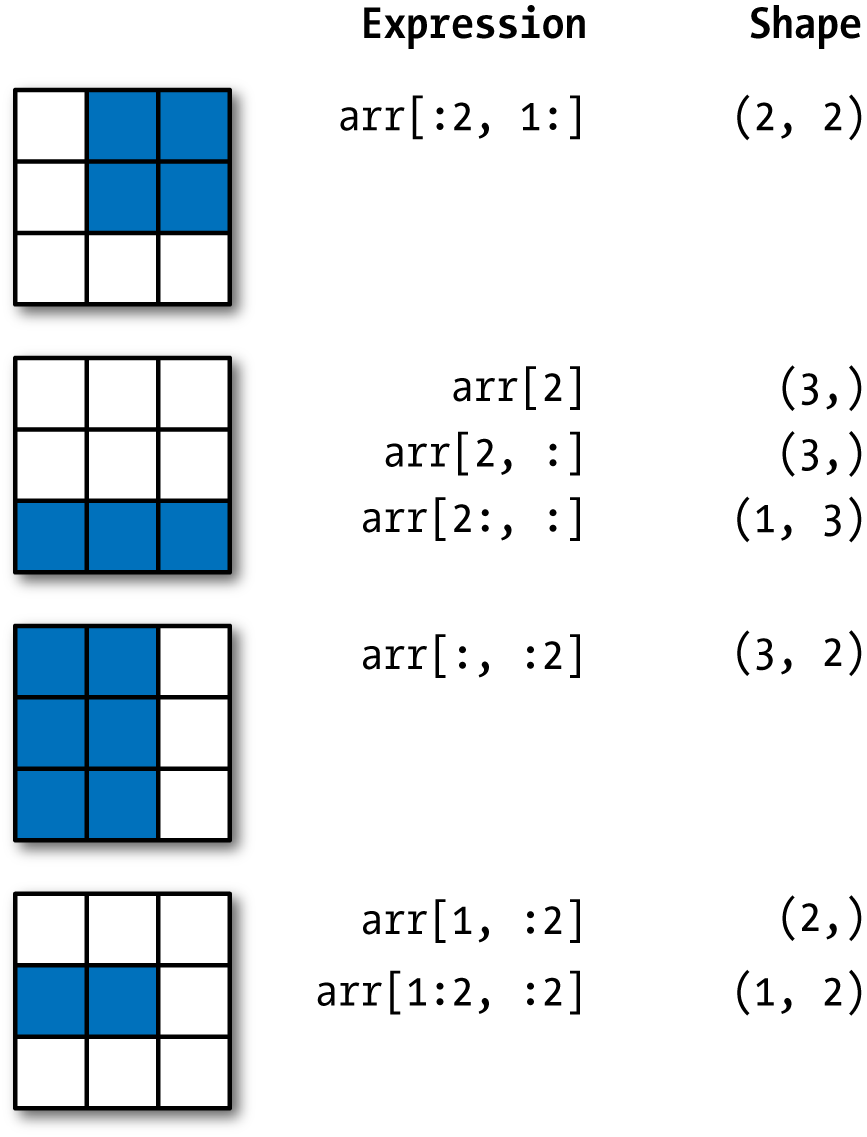 Expression Shape
arr[:2, 1:] (2, 2)
arr[2] (3,)
arr[2, :] (3,)
arr[2:, :] (1, 3)
arr[:, :2] (3, 2)
arr[1, :2] (2,)
arr[1:2, :2] (1, 2)